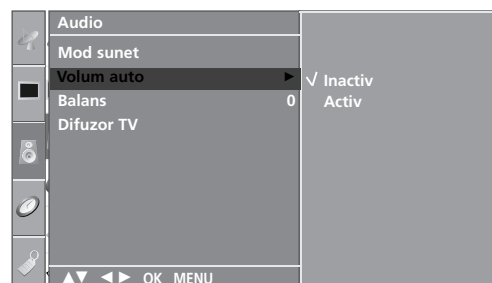 Audio
Mod sunet
Volum auto ► √ Inactiv
Balans 0 Activ
Difuzor TV
▲▼ ◄► OK MENU